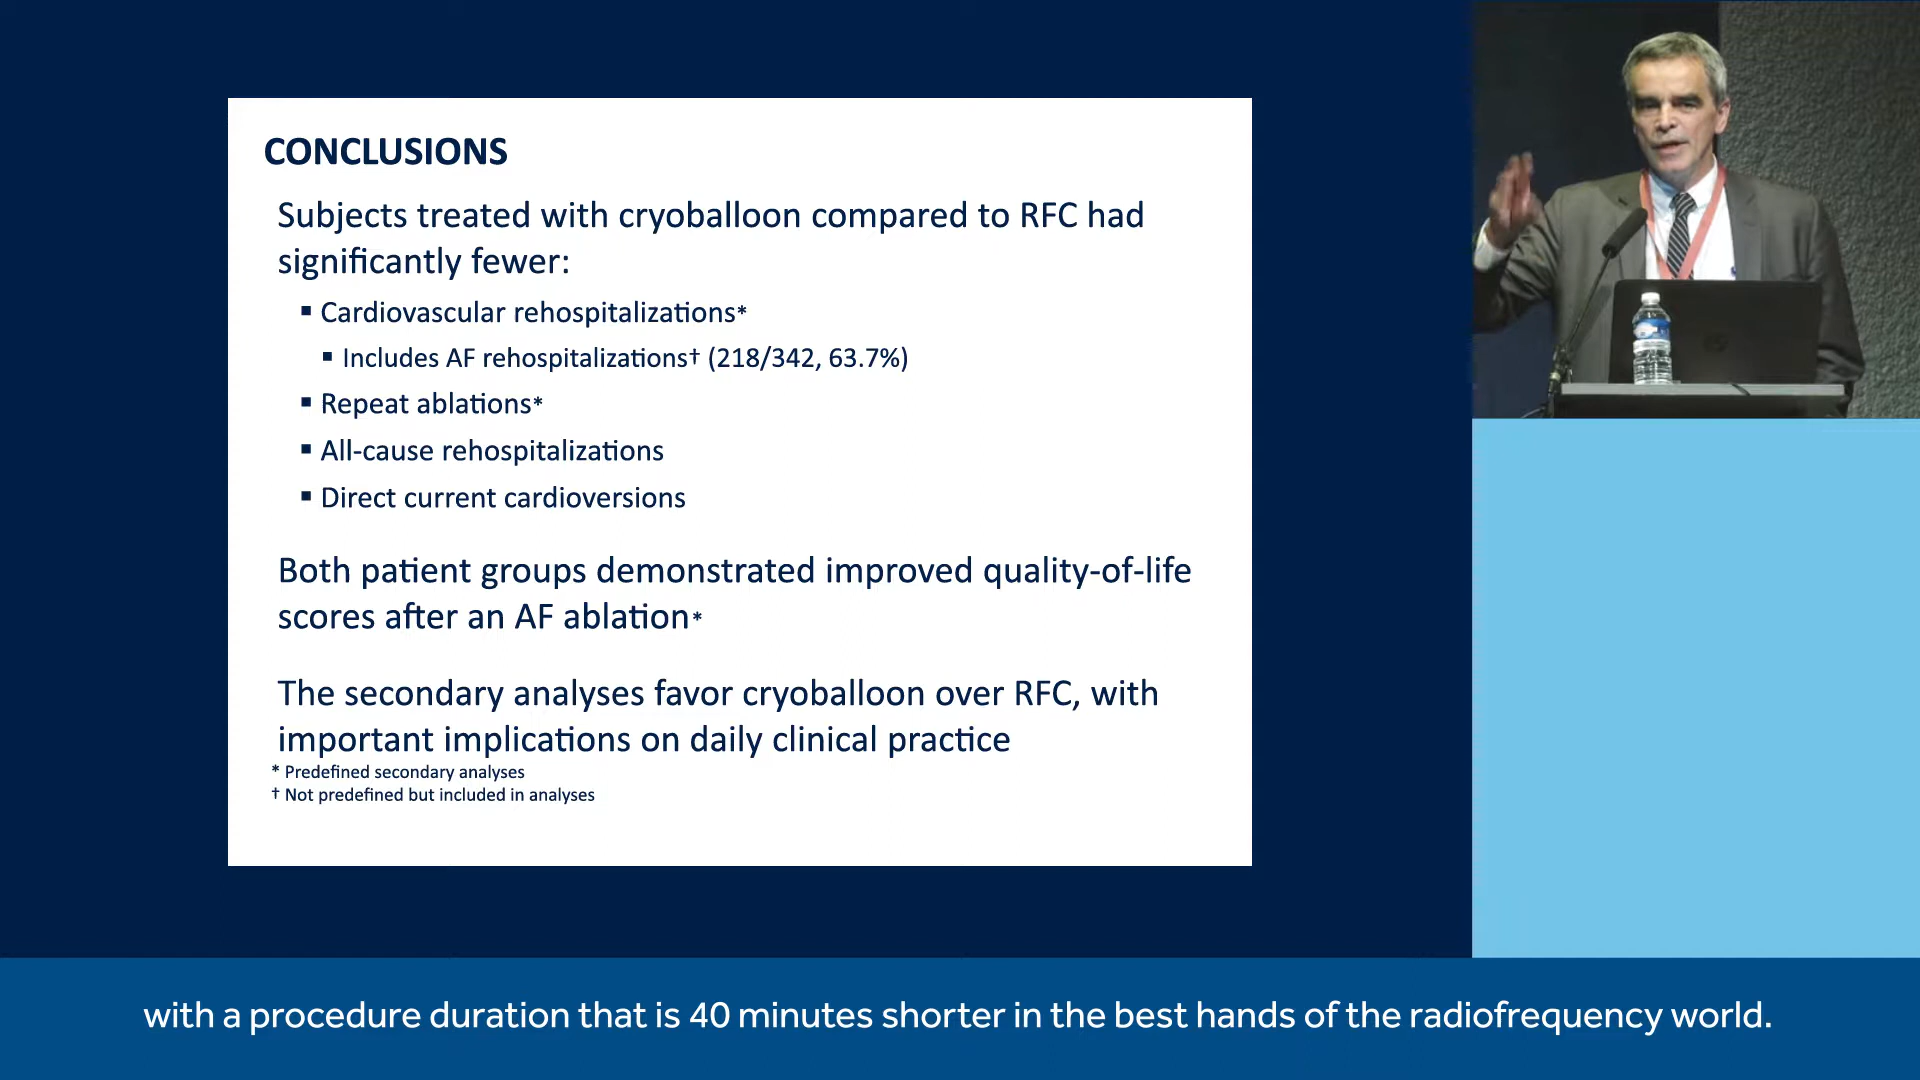 CONCLUSIONS
Subjects treated with cryoballoon compared to RFC had
significantly fewer:
▪ Cardiovascular rehospitalizations*
▪ Includes AF rehospitalizations† (218/342, 63.7%)
▪ Repeat ablations*
▪ All-cause rehospitalizations
▪ Direct current cardioversions
Both patient groups demonstrated improved quality-of-life
scores after an AF ablation*
The secondary analyses favor cryoballoon over RFC, with
important implications on daily clinical practice
* Predefined secondary analyses
† Not predefined but included in analyses
with a procedure duration that is 40 minutes shorter in the best hands of the radiofrequency world.